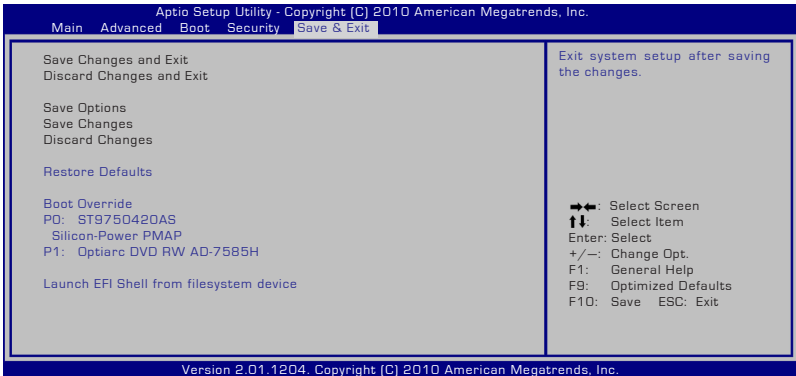 Aptio Setup Utility - Copyright (C) 2010 American Megatrends, Inc.
Main Advanced Boot Security Save & Exit
Save Changes and Exit
Discard Changes and Exit
Save Options
Save Changes
Discard Changes
Restore Defaults
Boot Override
P0: ST9750420AS
Silicon-Power PMAP
P1: Optiarc DVD RW AD-7585H
Launch EFI Shell from filesystem device
Exit system setup after saving
the changes.
→←: Select Screen
↑↓: Select Item
Enter: Select
+/—: Change Opt.
F1: General Help
F9: Optimized Defaults
F10: Save ESC: Exit
Version 2.01.1204. Copyright (C) 2010 American Megatrends, Inc.